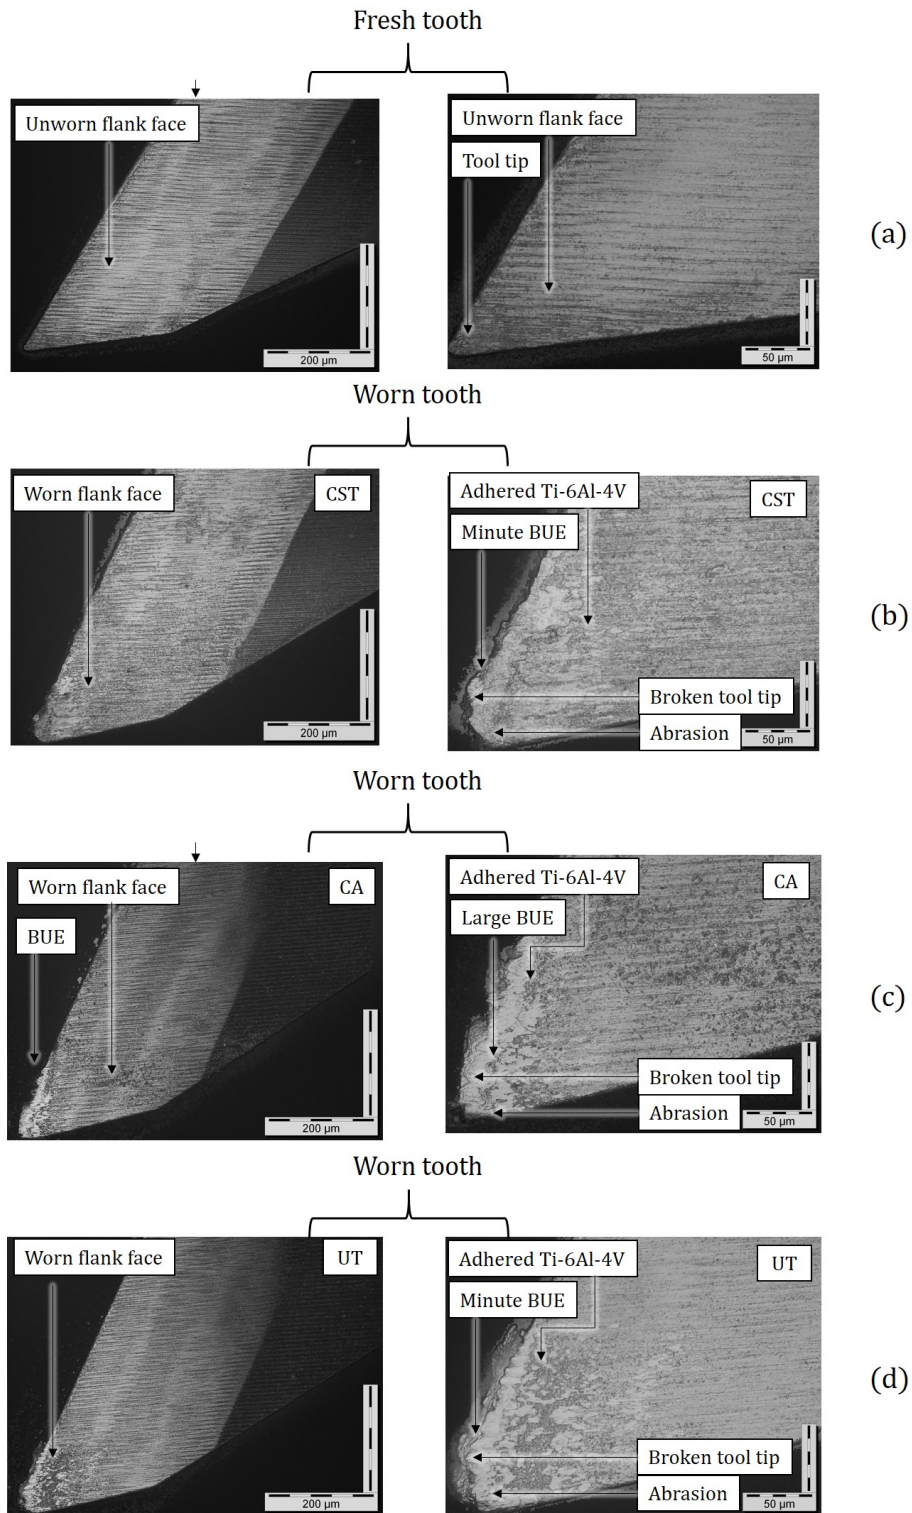 Fresh tooth
Unworn flank face
200 µm
Unworn flank face
Tool tip
50 µm
(a)
Worn tooth
Worn flank face
CST
200 µm
Adhered Ti-6Al-4V
CST
Minute BUE
Broken tool tip
Abrasion
50 µm
(b)
Worn tooth
Worn flank face
CA
BUE
200 µm
Adhered Ti-6Al-4V
CA
Large BUE
Broken tool tip
Abrasion
50 µm
(c)
Worn tooth
Worn flank face
UT
200 µm
Adhered Ti-6Al-4V
UT
Minute BUE
Broken tool tip
Abrasion
50 µm
(d)